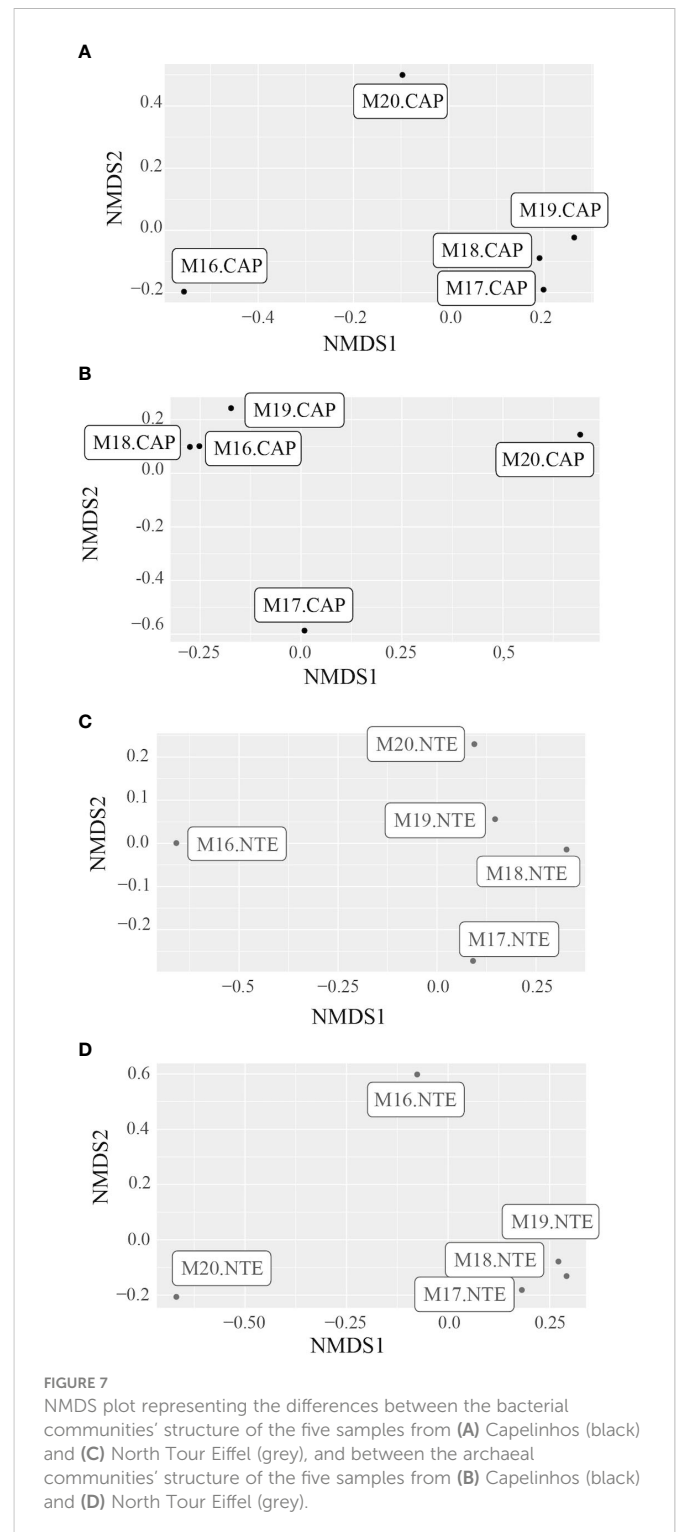 A
NMDS2
0.4
0.2
0.0
−0.2
M20.CAP
M19.CAP
M18.CAP
M16.CAP
M17.CAP
−0.4
−0.2
0.0
0.2
NMDS1
B
NMDS2
0.2
0.0
-0.2
-0.4
−0.6
M19.CAP
M18.CAP
M16.CAP
M20.CAP
M17.CAP
−0.25
0.0
0.25
0,5
NMDS1
C
NMDS2
0.2
0.1
0.0
−0.1
−0.2
M20.NTE
M19.NTE
M16.NTE
M18.NTE
M17.NTE
−0.5
−0.25
0.0
0.25
NMDS1
D
NMDS2
0.6
0.4
0.2
0.0
−0.2
M16.NTE
M19.NTE
M18.NTE
M20.NTE
M17.NTE
−0.50
−0.25
0.0
0.25
NMDS1
FIGURE 7
NMDS plot representing the differences between the bacterial
communities’ structure of the five samples from (A) Capelinhos (black)
and (C) North Tour Eiffel (grey), and between the archaeal
communities’ structure of the five samples from (B) Capelinhos (black)
and (D) North Tour Eiffel (grey).